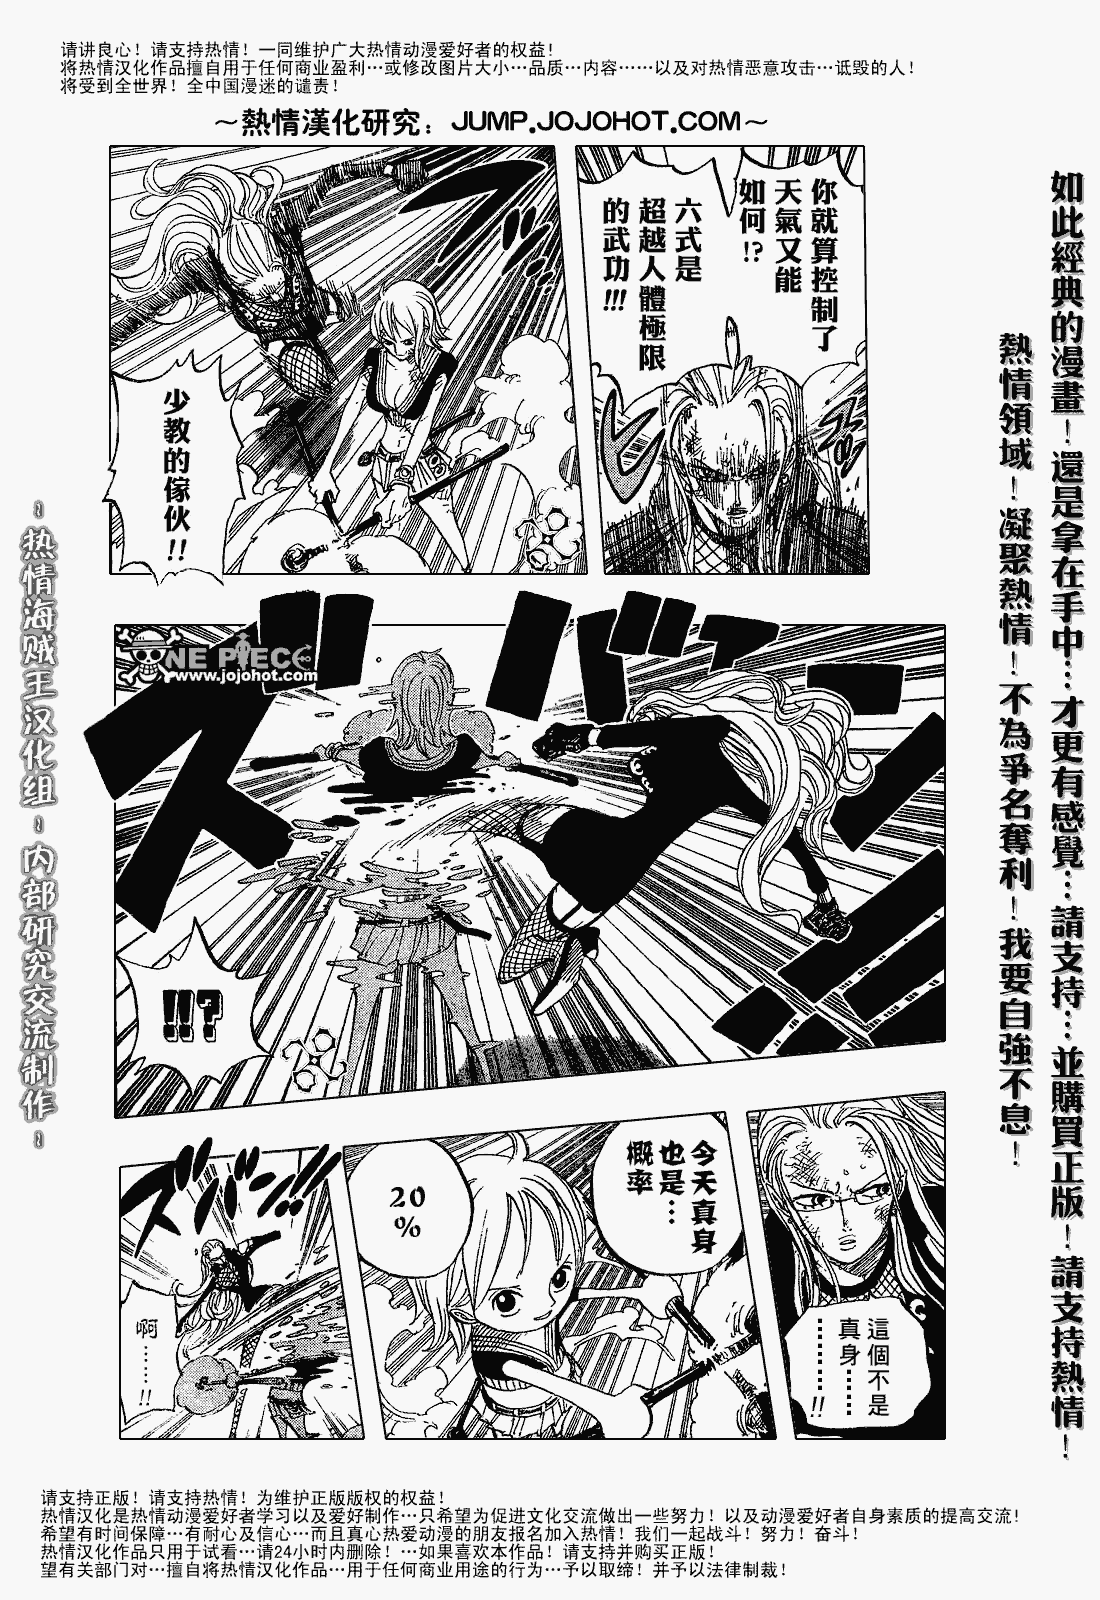 请讲良心！请支持热情！一同维护广大热情动漫爱好者的权益！
将热情汉化作品擅自用于任何商业盈利…或修改图片大小…品质…内容……以及对热情恶意攻击…诋毁的人！
将受到全世界！全中国漫迷的谴责！
～熱情漢化研究：JUMP.JOJOHOT.COM～
如此經典的漫畫！還是拿在手中…才更有感覺…請支持…並購買正版！請支持熱情！
熱情領域！凝聚熱情！不為爭名奪利！我要自強不息！
~热情海贼王汉化组~内部研究交流制作~
你就算控制了
天氣又能
如何!?
六式是
超越人體極限
的武功!!!
少教的傢伙!!
ONE PIECE
www.jojohot.com
ズバァン
!!?
這個不是
真身………
………!!
今天真身
也是…
概率
20
%
ズバン!!!
啊……!!
请支持正版！请支持热情！为维护正版版权的权益！
热情汉化是热情动漫爱好者学习以及爱好制作…只希望为促进文化交流做出一些努力！以及动漫爱好者自身素质的提高交流！
希望有时间保障…有耐心及信心…而且真心热爱动漫的朋友报名加入热情！我们一起战斗！努力！奋斗！
热情汉化作品只用于试看…请24小时内删除！…如果喜欢本作品！请支持并购买正版！
望有关部门对…擅自将热情汉化作品…用于任何商业用途的行为…予以取缔！并予以法律制裁！